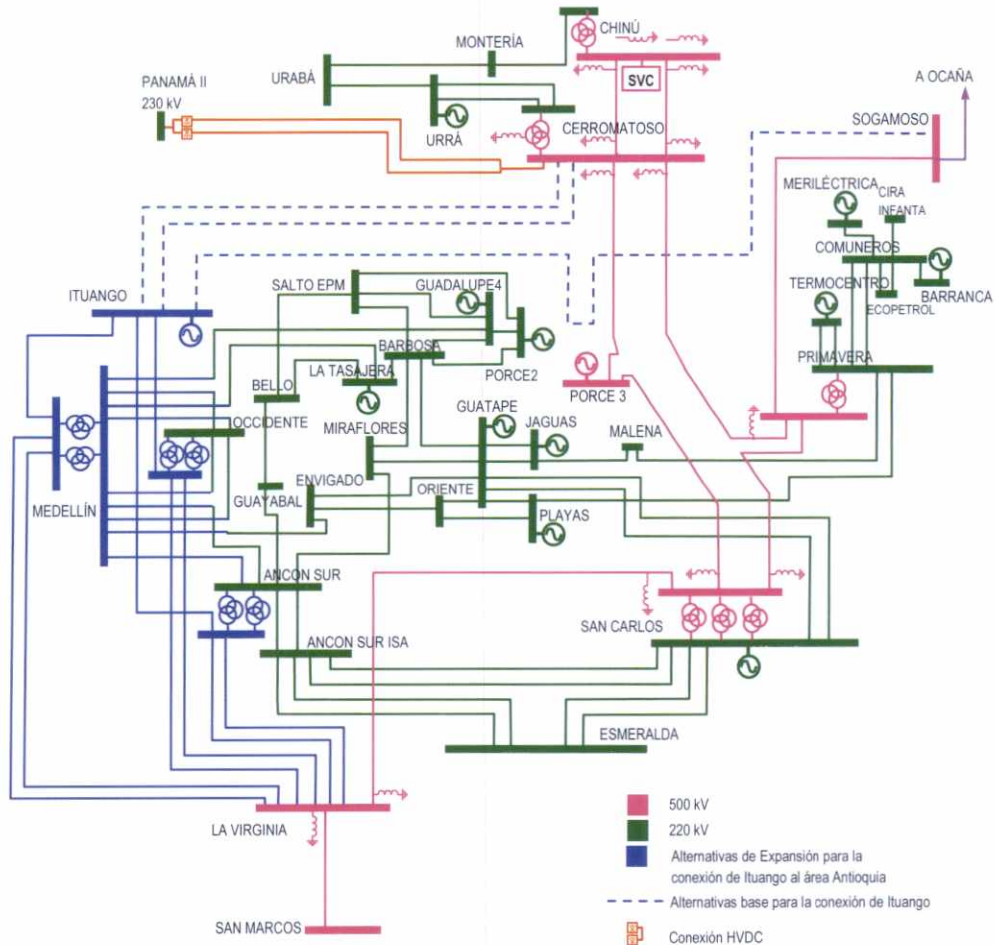 CHINÚ
MONTERÍA
URABÁ
SVC
PANAMÁ II
230 kV
URRÁ
CERROMATOSO
A OCAÑA
SOGAMOSO
MERILÉCTRICA
CIRA
INFANTA
COMUNEROS
TERMOCENTRO
ECOPETROL
BARRANCA
PRIMAVERA
ITUANGO
SALTO EPM
GUADALUPE4
BARBOSA
PORCE2
LA TASAJERA
BELLO
PORCE 3
GUATAPE
JAGUAS
MIRAFLORES
MALENA
OCCIDENTE
ENVIGADO
ORIENTE
GUAYABAL
PLAYAS
MEDELLÍN
ANCON SUR
SAN CARLOS
ANCON SUR ISA
ESMERALDA
LA VIRGINIA
SAN MARCOS
500 kV
220 kV
Alternativas de Expansión para la
conexión de Ituango al área Antioquia
Alternativas base para la conexión de Ituango
Conexión HVDC